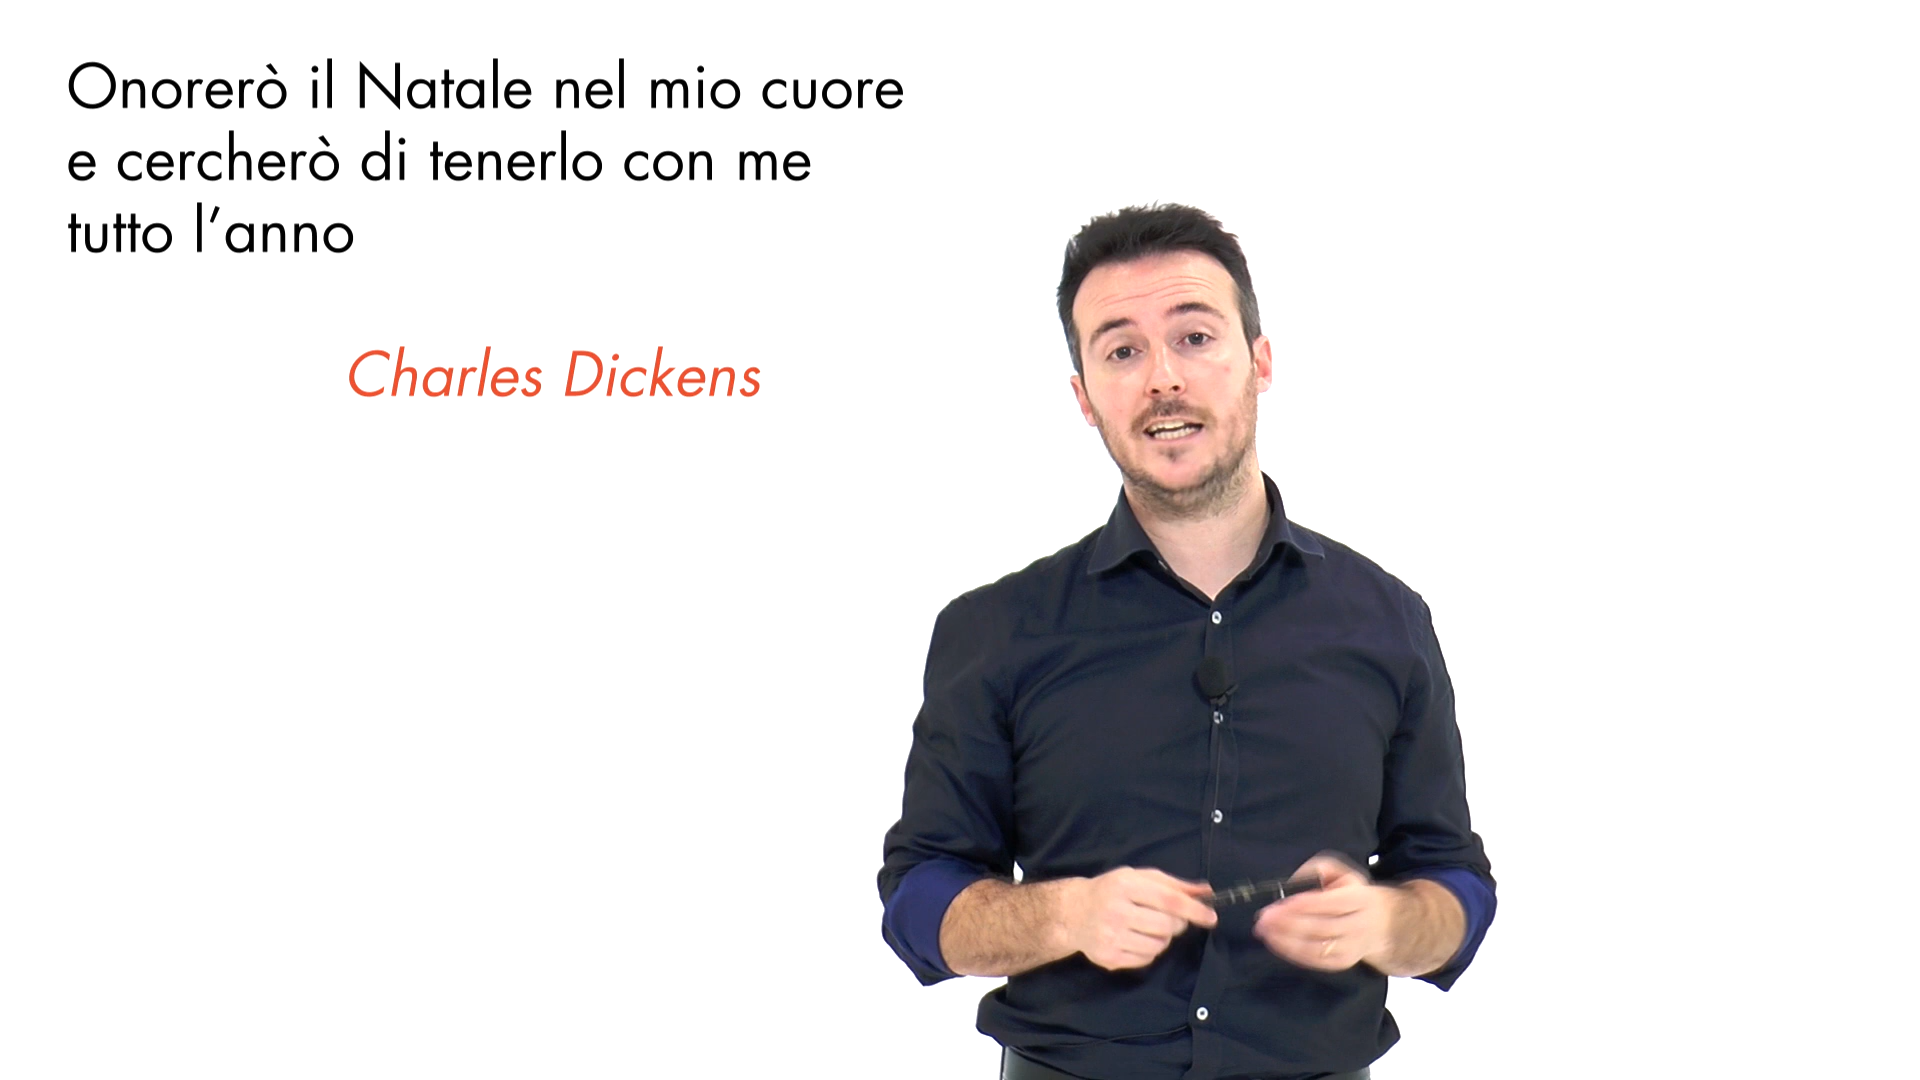 Onorerò il Natale nel mio cuore
e cercherò di tenerlo con me
tutto l’anno
Charles Dickens